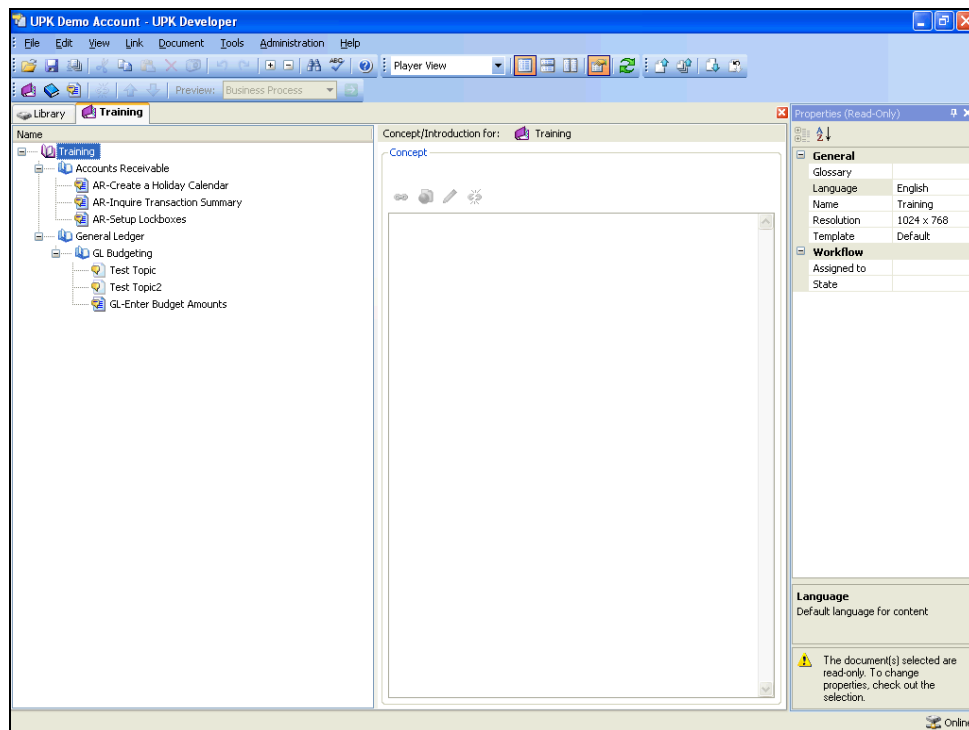 UPK Demo Account - UPK Developer
File Edit View Link Document Tools Administration Help
Player View
Preview: Business Process
Library Training
Properties (Read-Only)
Name
Concept/Introduction for: Training
Training
Accounts Receivable
AR-Create a Holiday Calendar
AR-Inquire Transaction Summary
AR-Setup Lockboxes
General Ledger
GL Budgeting
Test Topic
Test Topic2
GL-Enter Budget Amounts
Concept
General
Glossary
Language English
Name Training
Resolution 1024 x 768
Template Default
Workflow
Assigned to
State
Language
Default language for content
The document(s) selected are
read-only. To change
properties, check out the
selection.
Online